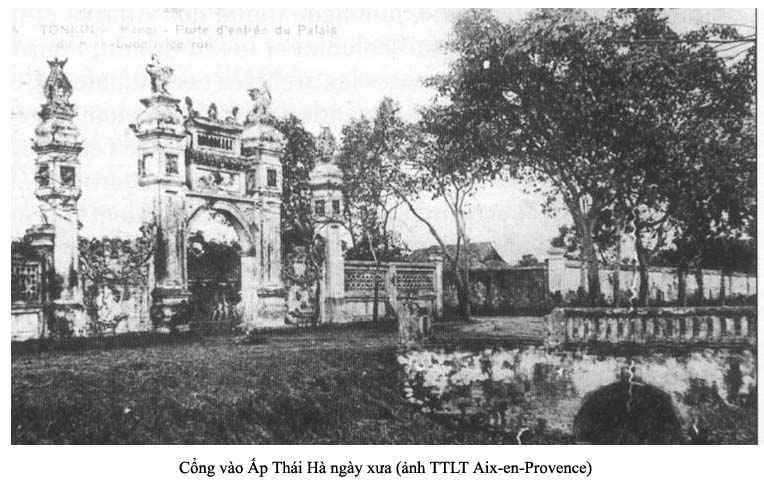 TONKIN - Hanoi - Porte d'entrée du Palais
Cổng vào Ấp Thái Hà ngày xưa (ảnh TTLT Aix-en-Provence)